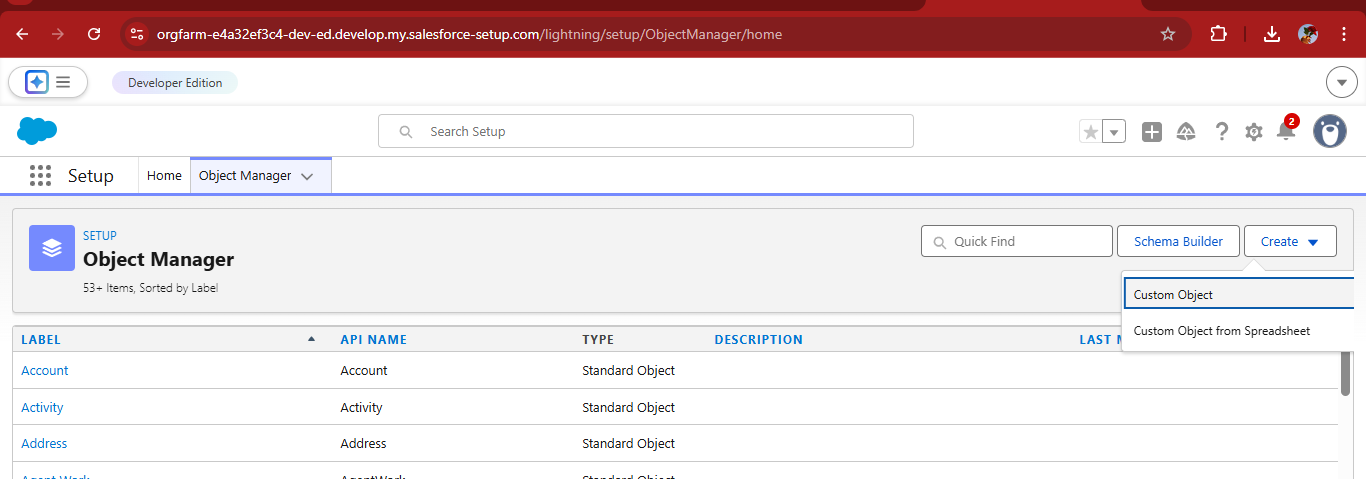 orgfarm-e4a32ef3c4-dev-ed.develop.my.salesforce-setup.com/lightning/setup/ObjectManager/home
Developer Edition
Search Setup
2
Setup Home Object Manager
SETUP
Object Manager
53+ Items, Sorted by Label
Quick Find Schema Builder Create
Custom Object
Custom Object from Spreadsheet
LABEL API NAME TYPE DESCRIPTION LAST M
Account Account Standard Object
Activity Activity Standard Object
Address Address Standard Object